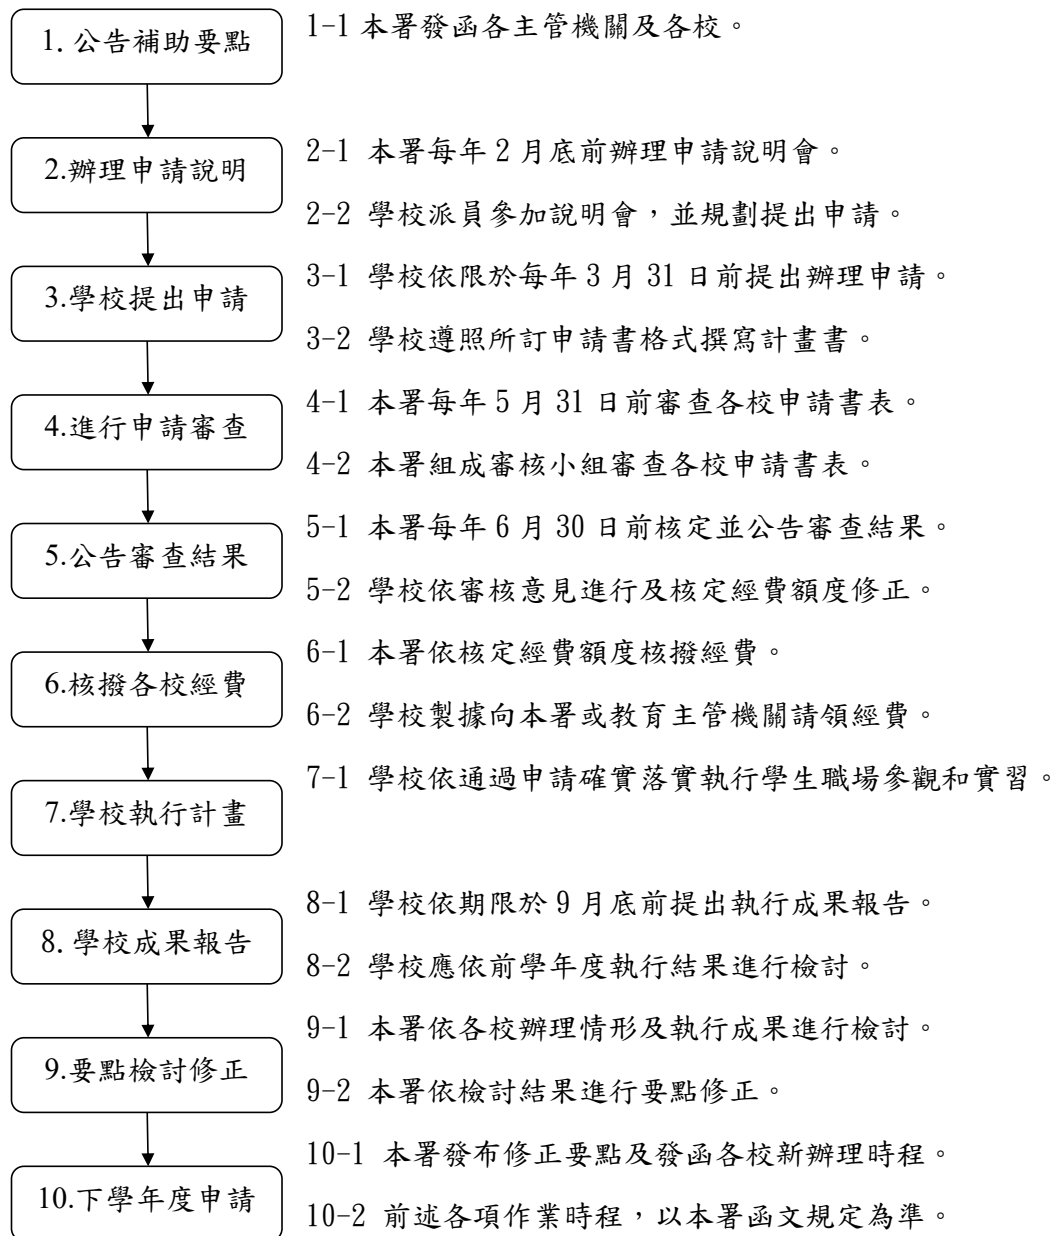 1. 公告補助要點
1-1 本署發函各主管機關及各校。
2.辦理申請說明
2-1 本署每年 2 月底前辦理申請說明會。
2-2 學校派員參加說明會，並規劃提出申請。
3.學校提出申請
3-1 學校依限於每年 3 月 31 日前提出辦理申請。
3-2 學校遵照所訂申請書格式撰寫計畫書。
4.進行申請審查
4-1 本署每年 5 月 31 日前審查各校申請書表。
4-2 本署組成審核小組審查各校申請書表。
5.公告審查結果
5-1 本署每年 6 月 30 日前核定並公告審查結果。
5-2 學校依審核意見進行及核定經費額度修正。
6.核撥各校經費
6-1 本署依核定經費額度核撥經費。
6-2 學校製據向本署或教育主管機關請領經費。
7.學校執行計畫
7-1 學校依通過申請確實落實執行學生職場參觀和實習。
8. 學校成果報告
8-1 學校依期限於 9 月底前提出執行成果報告。
8-2 學校應依前學年度執行結果進行檢討。
9.要點檢討修正
9-1 本署依各校辦理情形及執行成果進行檢討。
9-2 本署依檢討結果進行要點修正。
10.下學年度申請
10-1 本署發布修正要點及發函各校新辦理時程。
10-2 前述各項作業時程，以本署函文規定為準。